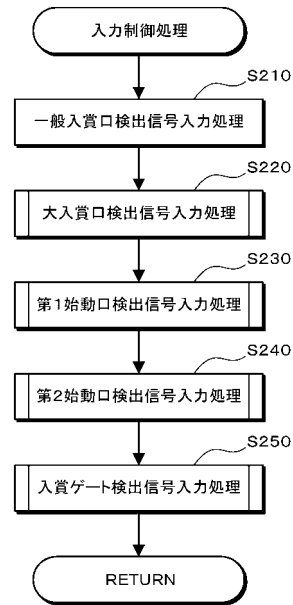 入力制御処理
S210
一般入賞口検出信号入力処理
S220
大入賞口検出信号入力処理
S230
第1始動口検出信号入力処理
S240
第2始動口検出信号入力処理
S250
入賞ゲート検出信号入力処理
RETURN